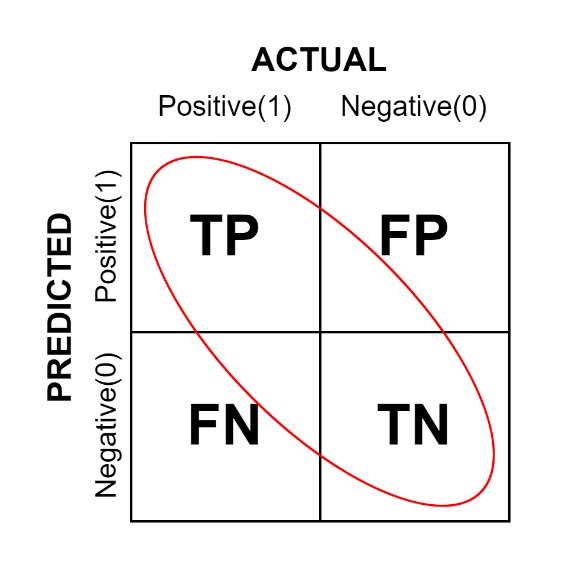 ACTUAL
Positive(1) Negative(0)
PREDICTED
Positive(1)
TP FP
Negative(0)
FN TN